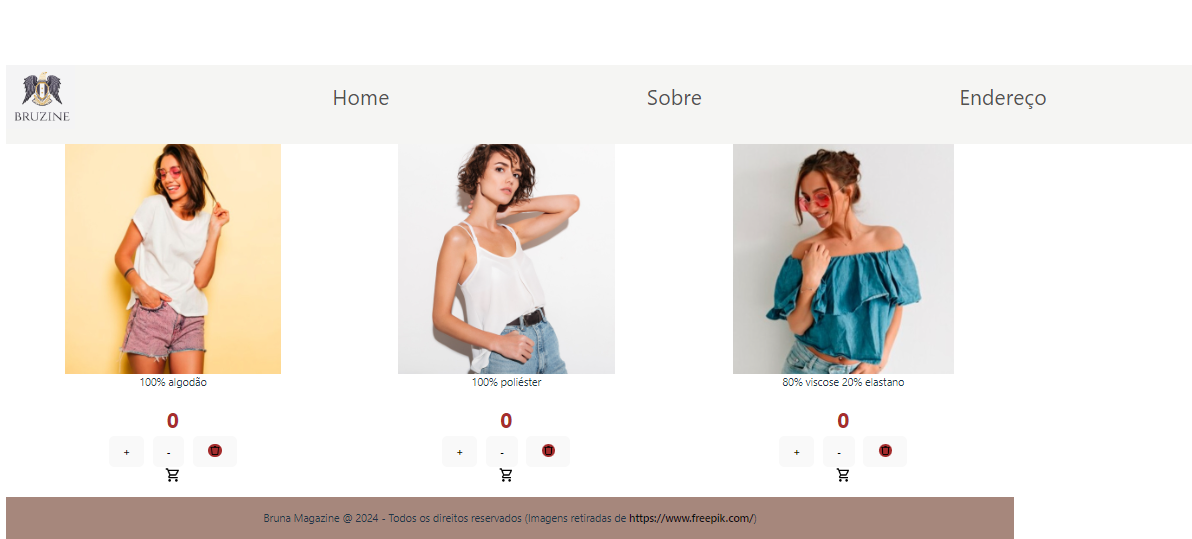 BRUZINE
Home Sobre Endereço
100% algodão 100% poliéster 80% viscose 20% elastano
0 0 0
+ - + - + -
Bruna Magazine @ 2024 - Todos os direitos reservados (Imagens retiradas de https://www.freepik.com/)